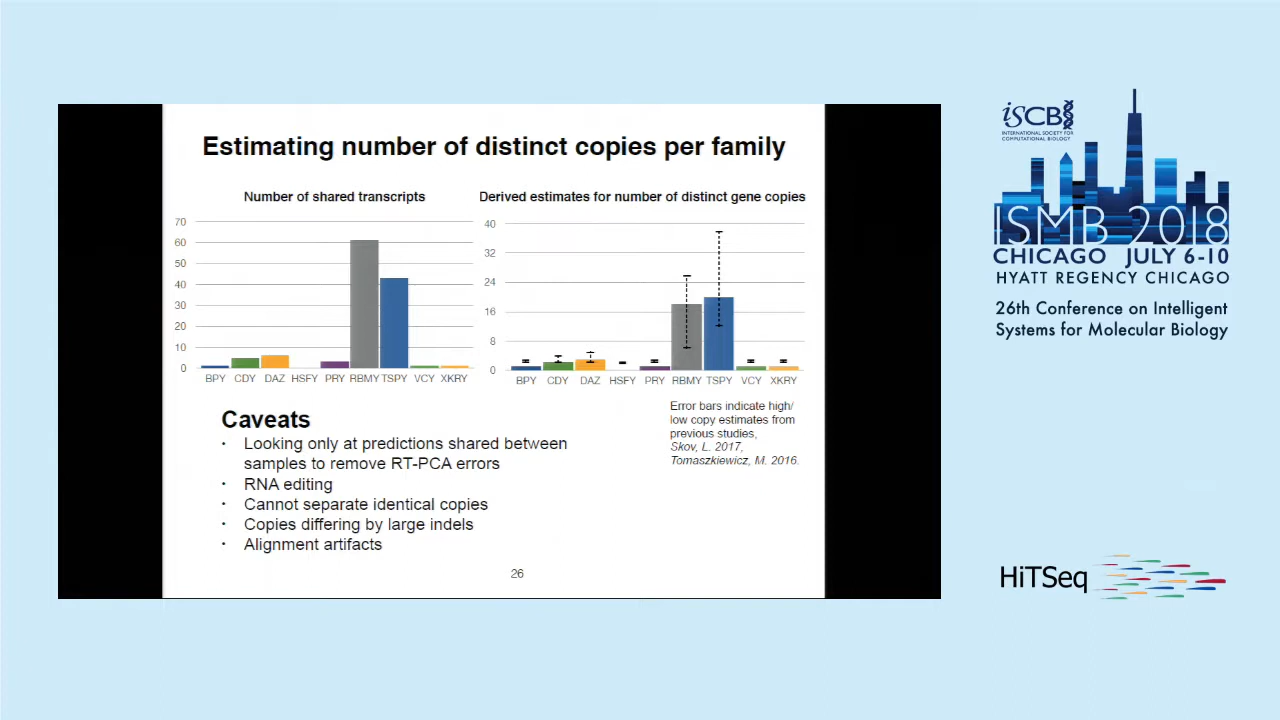 Estimating number of distinct copies per family
Number of shared transcripts
70
60
50
40
30
20
10
0
BPY CDY DAZ HSFY PRY RBMY TSPY VCY XKRY
Derived estimates for number of distinct gene copies
40
32
24
16
8
0
BPY CDY DAZ HSFY PRY RBMY TSPY VCY XKRY
Error bars indicate high/
low copy estimates from
previous studies,
Skov, L. 2017,
Tomaszkiewicz, M. 2016.
Caveats
· Looking only at predictions shared between
samples to remove RT-PCA errors
· RNA editing
· Cannot separate identical copies
· Copies differing by large indels
· Alignment artifacts
26
ISCB
INTERNATIONAL SOCIETY FOR
COMPUTATIONAL BIOLOGY
ISMB 2018
CHICAGO JULY 6-10
HYATT REGENCY CHICAGO
26th Conference on Intelligent
Systems for Molecular Biology
HiTSeq